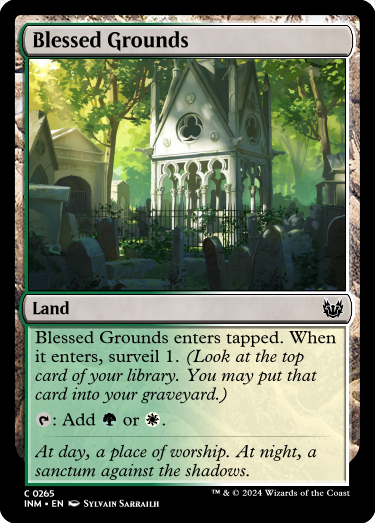 Blessed Grounds
Land
Blessed Grounds enters tapped. When
it enters, surveil 1. (Look at the top
card of your library. You may put that
card into your graveyard.)
: Add or .
At day, a place of worship. At night, a
sanctum against the shadows.
C 0265
INM • EN Sylvain Sarrailh
™ & © 2024 Wizards of the Coast